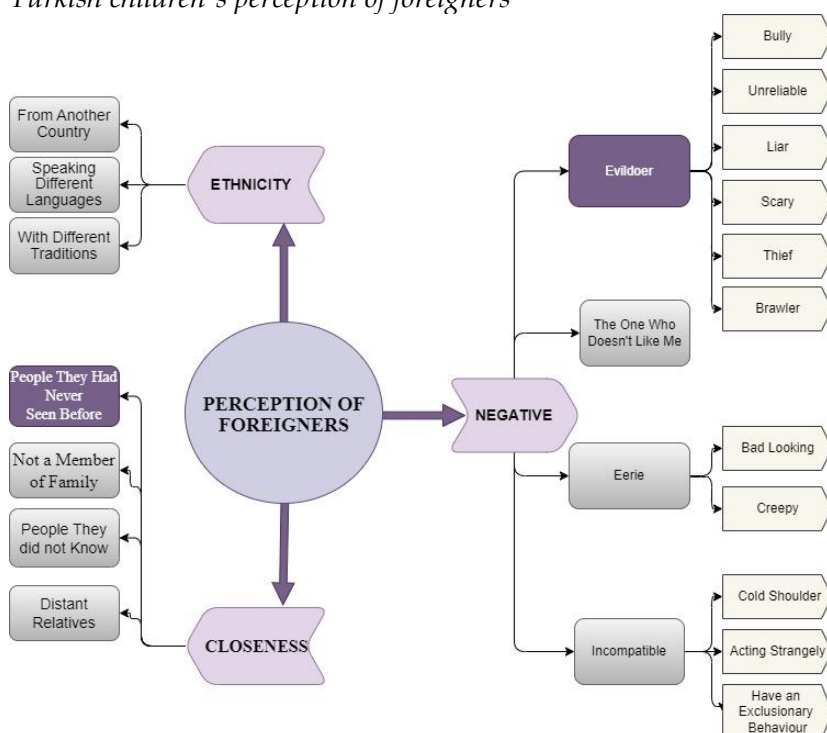 Turkish children's perception of foreigners
From Another
Country
Speaking
Different
Languages
With Different
Traditions
ETHNICITY
People They Had
Never
Seen Before
Not a Member
of Family
People They
did not Know
Distant
Relatives
CLOSENESS
PERCEPTION OF
FOREIGNERS
NEGATIVE
Evildoer
Bully
Unreliable
Liar
Scary
Thief
Brawler
The One Who
Doesn't Like Me
Eerie
Bad Looking
Creepy
Incompatible
Cold Shoulder
Acting Strangely
Have an
Exclusionary
Behaviour